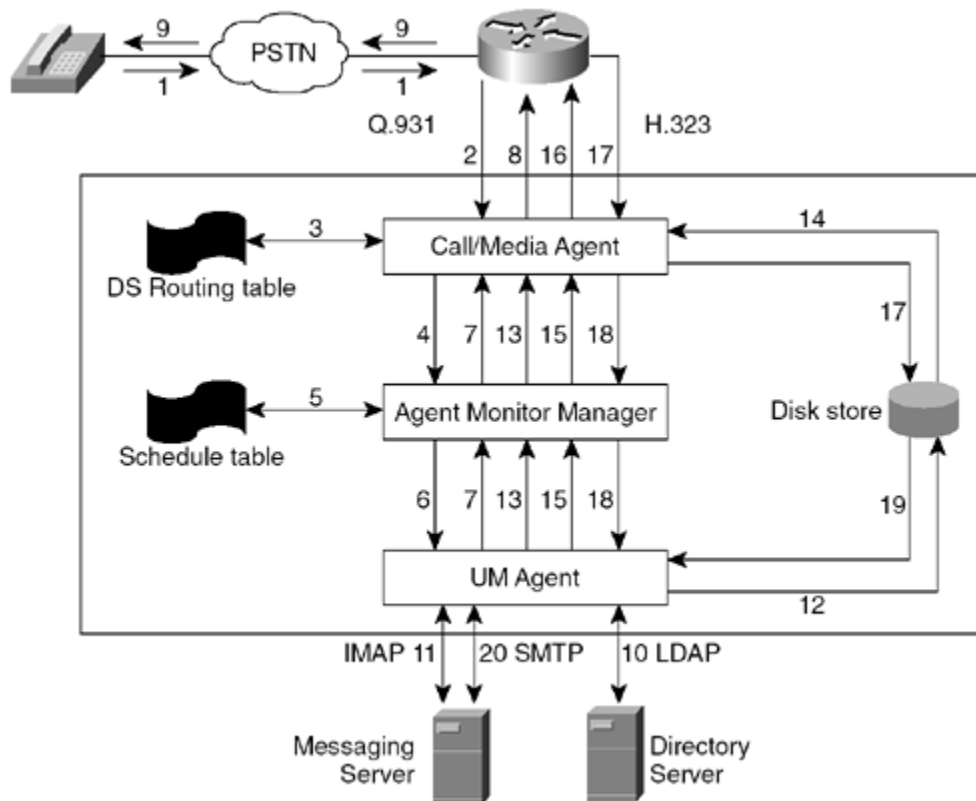 9
9
PSTN
1
1
Q.931
H.323
2
8
16
17
14
3
Call/Media Agent
DS Routing table
17
4
7
13
15
18
5
Agent Monitor Manager
Disk store
Schedule table
6
7
13
15
18
19
UM Agent
12
IMAP 11
20 SMTP
10 LDAP
Messaging
Server
Directory
Server